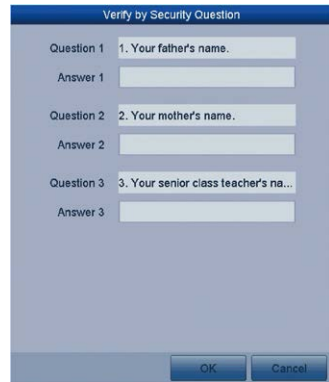 Verify by Security Question
Question 1 1. Your father's name.
Answer 1
Question 2 2. Your mother's name.
Answer 2
Question 3 3. Your senior class teacher's na...
Answer 3
OK Cancel